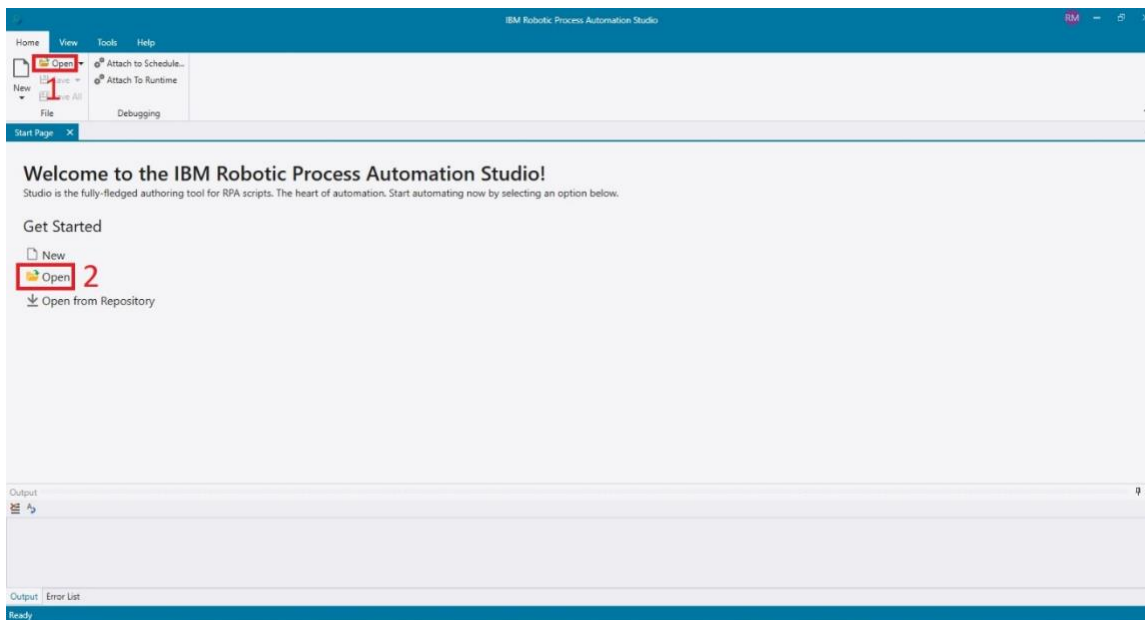 IBM Robotic Process Automation Studio
RM
Home View Tools Help
Open Attach to Schedule...
Save Attach To Runtime
New
1
Save All
File Debugging
Start Page
Welcome to the IBM Robotic Process Automation Studio!
Studio is the fully-fledged authoring tool for RPA scripts. The heart of automation. Start automating now by selecting an option below.
Get Started
New
Open 2
Open from Repository
Output
Output Error List
Ready